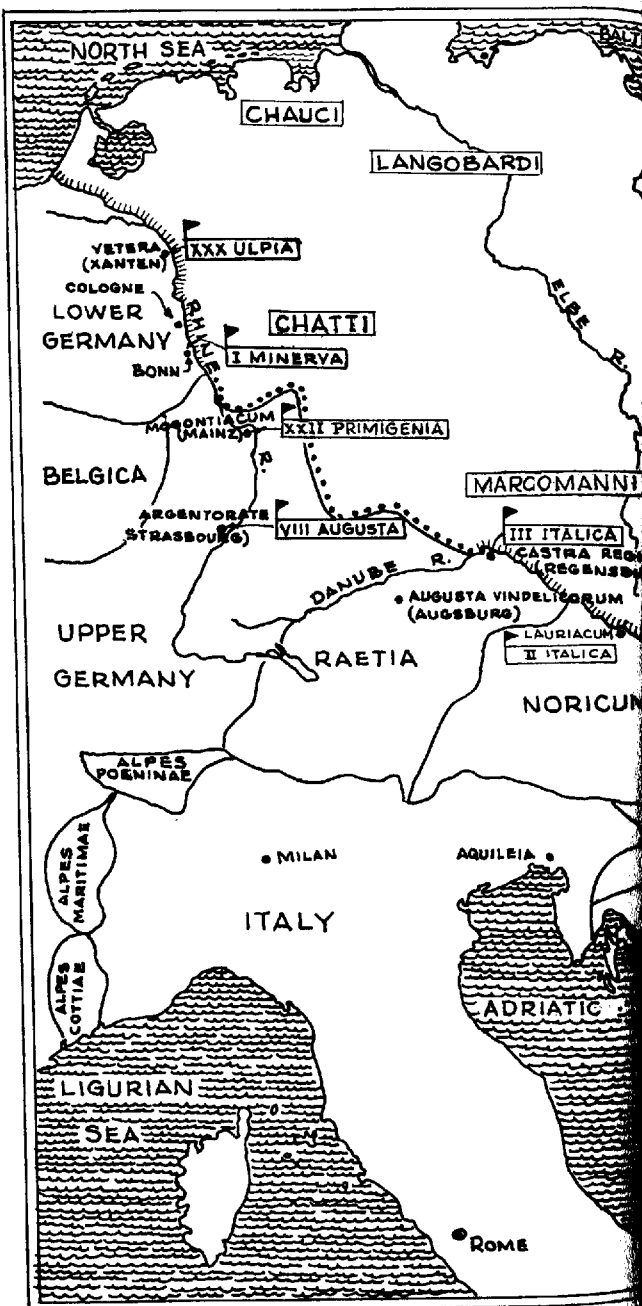 NORTH SEA
CHAUCI
LANGOBARDI
VETERA
(XANTEN)
XXX ULPIA
COLOGNE
LOWER
GERMANY
RHINE
CHATTI
ELBE R.
I MINERVA
BONN
MOGONTIACUM
(MAINZ)
XXII PRIMIGENIA
R.
BELGICA
MARCOMANNI
ARGENTORATE
STRASBOURG)
VIII AUGUSTA
III ITALICA
CASTRA
DANUBE R.
AUGUSTA VINDELICORUM
(AUGSBURG)
UPPER
GERMANY
RAETIA
LAURIACUM
II ITALICA
ALPES
POENINAE
MILAN
AQUILEIA
ALPES
MARITIMAE
ITALY
ALPES
COTTIAE
ADRIATIC
LIGURIAN
SEA
ROME